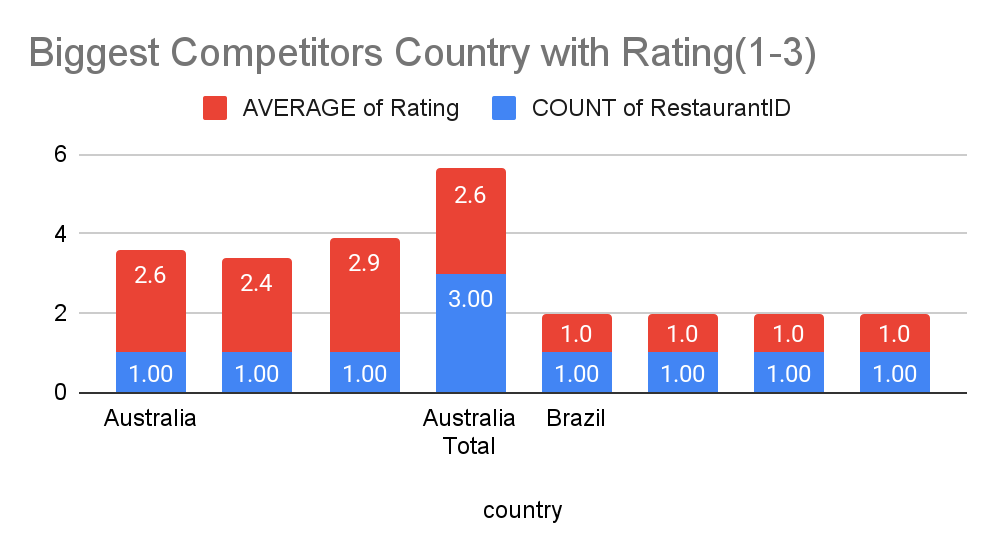 Biggest Competitors Country with Rating(1-3)
AVERAGE of Rating COUNT of RestaurantID
6
4
2
0
2.6
2.4
2.9
2.6
1.0
1.0
1.0
1.0
1.00
1.00
1.00
3.00
1.00
1.00
1.00
1.00
Australia
Australia
Total
Brazil
country